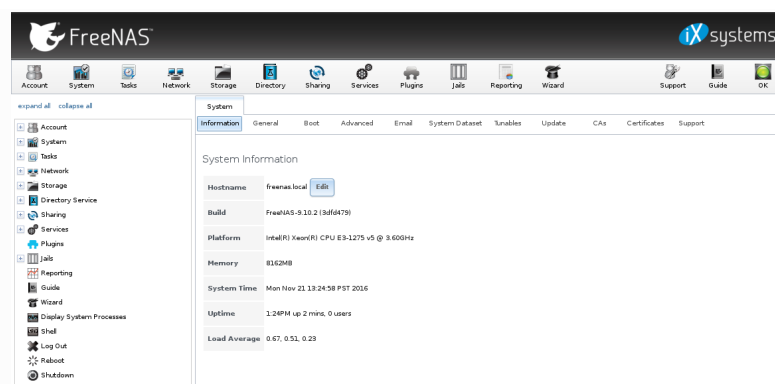 FreeNAS™
iXsystems
Account System Tasks Network Storage Directory Sharing Services Plugins Jails Reporting Wizard Support Guide OK
expand all collapse all
System
Information General Boot Advanced Email System Dataset Tunables Update CAs Certificates Support
Account
System
Tasks
Network
Storage
Directory Service
Sharing
Services
Plugins
Jails
Reporting
Guide
Wizard
Display System Processes
Shell
Log Out
Reboot
Shutdown
System Information
Hostname freenas.local Edit
Build FreeNAS-9.10.2 (3dfd479)
Platform Intel(R) Xeon(R) CPU E3-1275 v5 @ 3.60GHz
Memory 8162MB
System Time Mon Nov 21 13:24:58 PST 2016
Uptime 1:24PM up 2 mins, 0 users
Load Average 0.67, 0.51, 0.23